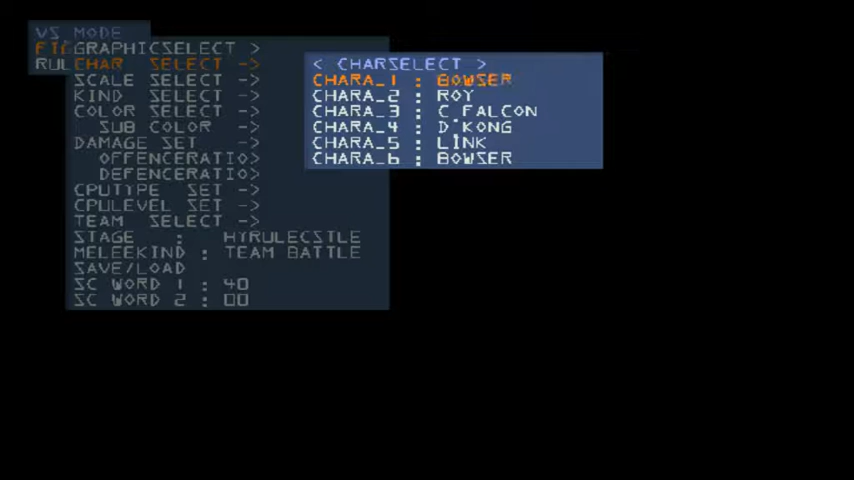 VS MODE
GRAPHICSELECT >
RUL
CHAR SELECT ->
SCALE SELECT ->
KIND SELECT ->
COLOR SELECT ->
SUB COLOR ->
DAMAGE SET ->
OFFENCERATIO>
DEFENCERATIO>
CPUTYPE SET ->
CPULEVEL SET ->
TEAM SELECT ->
STAGE : HYRULECSTLE
MELEEKIND : TEAM BATTLE
SAVE/LOAD
SC WORD 1 : 40
SC WORD 2 : 00
< CHARSELECT >
CHARA_1 : BOWSER
CHARA_2 : ROY
CHARA_3 : C FALCON
CHARA_4 : D.KONG
CHARA_5 : LINK
CHARA_6 : BOWSER